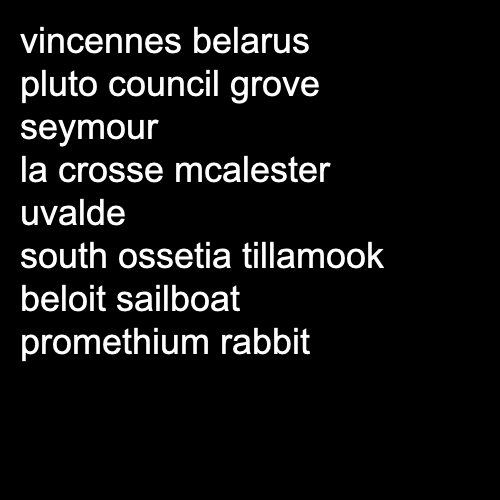 vincennes belarus
pluto council grove
seymour
la crosse mcalester
uvalde
south ossetia tillamook
beloit sailboat
promethium rabbit